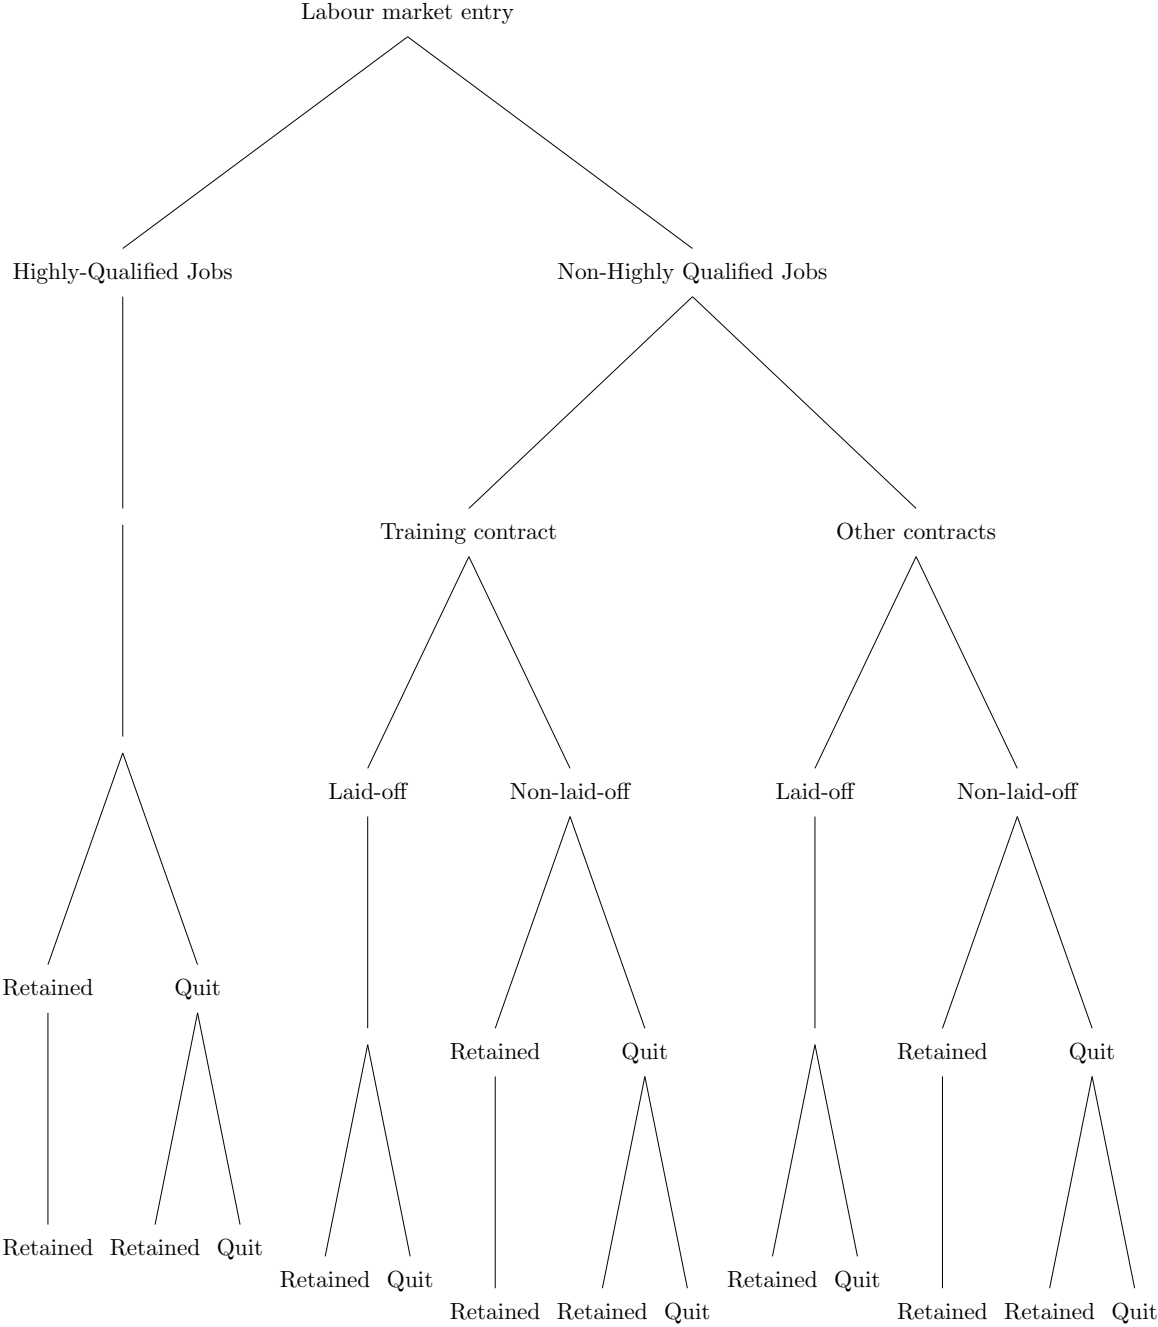 Labour market entry
Highly-Qualified Jobs
Non-Highly Qualified Jobs
Training contract
Other contracts
Laid-off
Non-laid-off
Laid-off
Non-laid-off
Retained
Quit
Retained
Quit
Retained
Quit
Retained
Retained
Quit
Retained
Quit
Retained
Quit
Retained
Retained
Quit
Retained
Retained
Quit